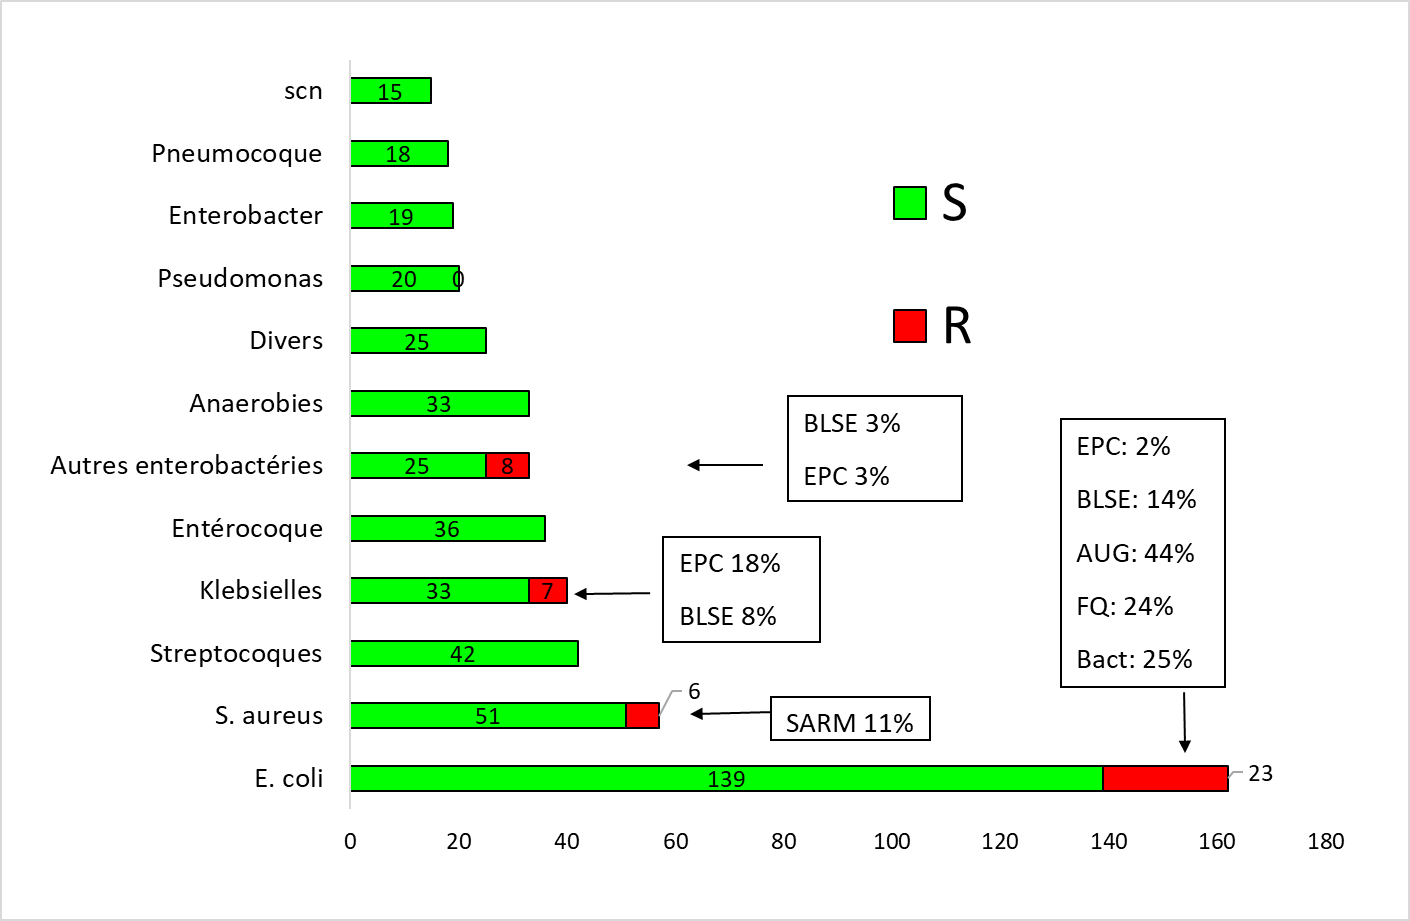 scn 15
Pneumocoque 18
Enterobacter 19
Pseudomonas 20 0
Divers 25
Anaerobies 33
Autres enterobactéries 25 8
Entérocoque 36
Klebsielles 33 7
Streptocoques 42
S. aureus 51 6
E. coli 139 23
0 20 40 60 80 100 120 140 160 180
S
R
BLSE 3%
EPC 3%
EPC 18%
BLSE 8%
SARM 11%
EPC: 2%
BLSE: 14%
AUG: 44%
FQ: 24%
Bact: 25%